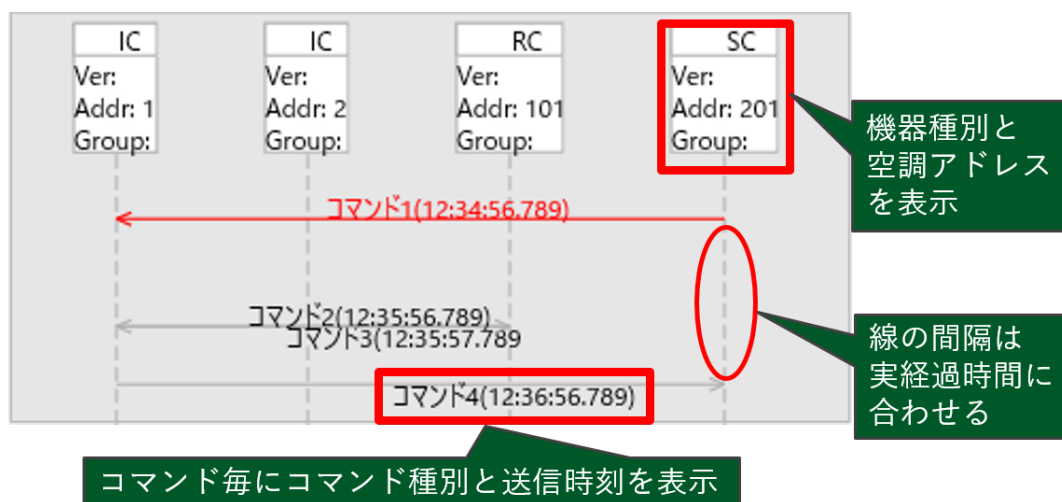 IC
Ver:
Addr: 1
Group:
IC
Ver:
Addr: 2
Group:
RC
Ver:
Addr: 101
Group:
SC
Ver:
Addr: 201
Group:
機器種別と
空調アドレス
を表示
コマンド1(12:34:56.789)
コマンド2(12:35:56.789)
コマンド3(12:35:57.789
線の間隔は
実経過時間に
合わせる
コマンド4(12:36:56.789)
コマンド毎にコマンド種別と送信時刻を表示